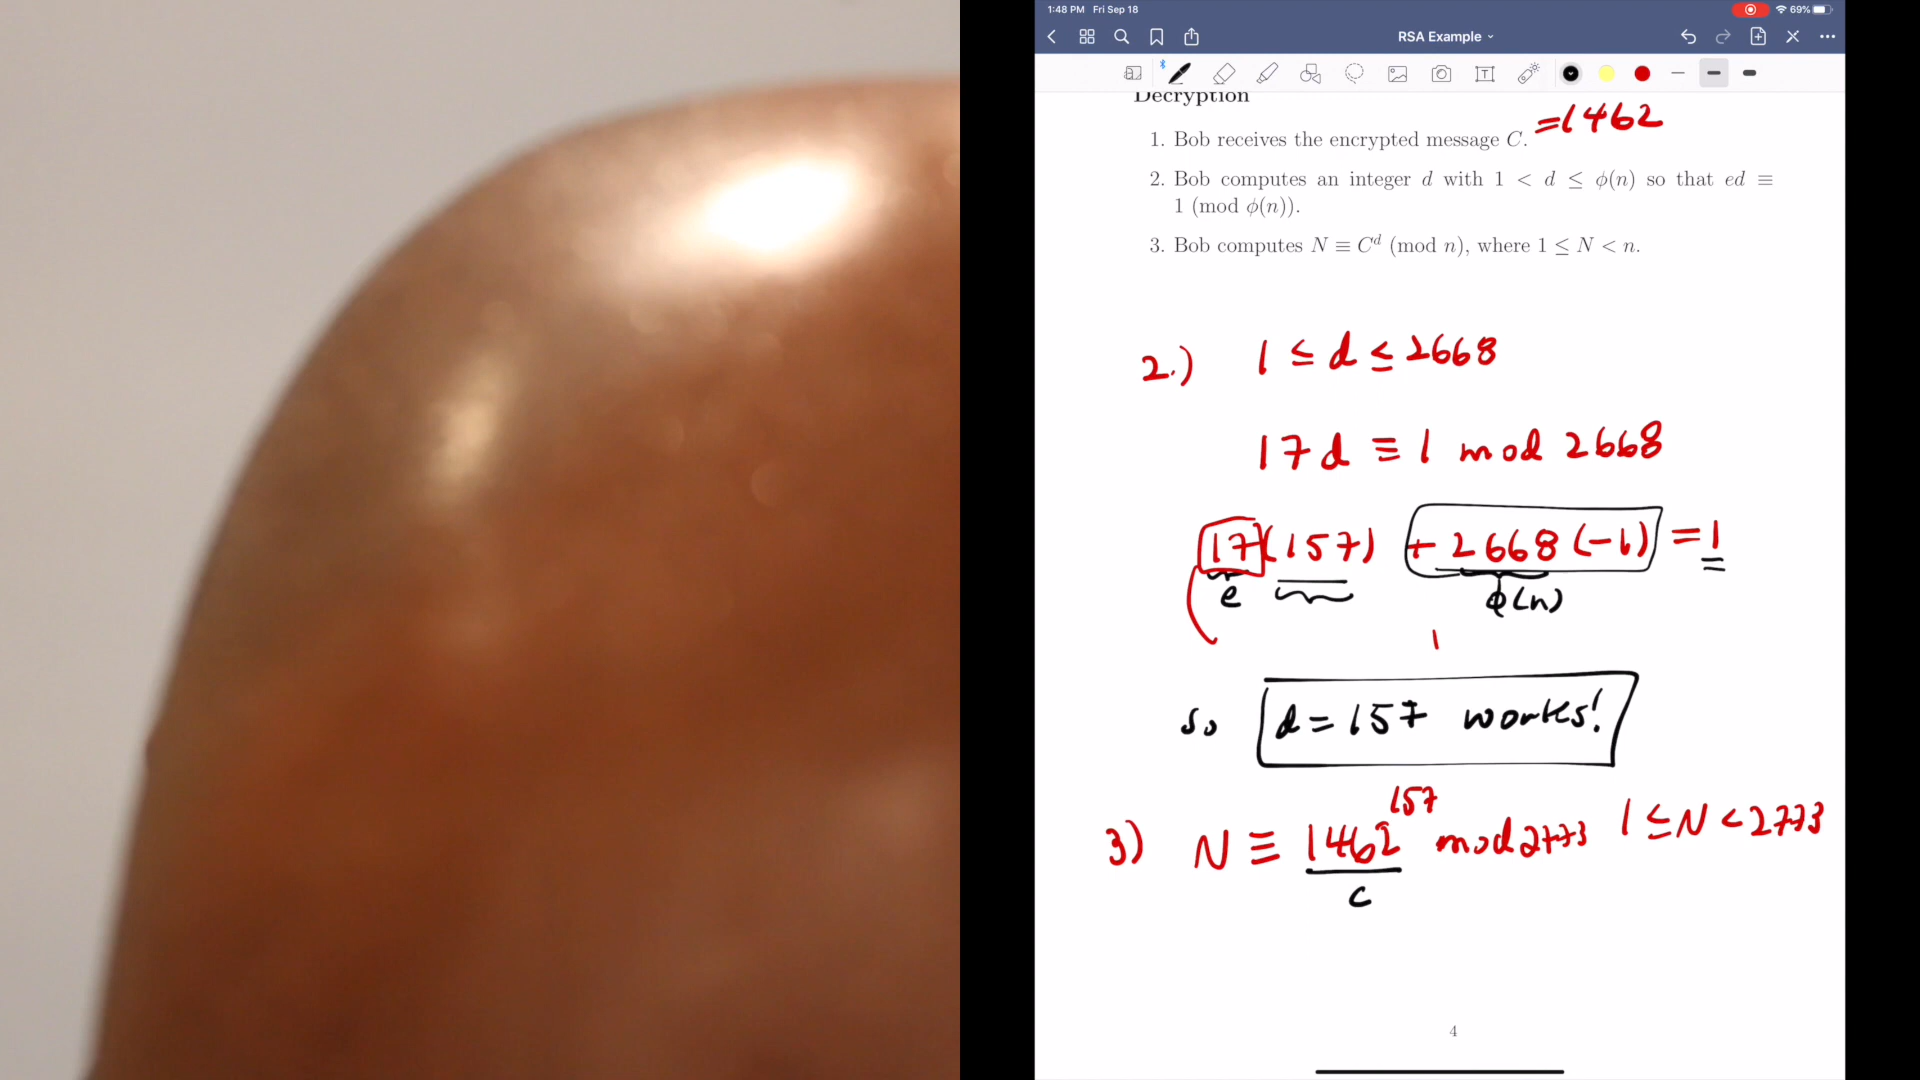 1:48 PM Fri Sep 18
69%
RSA Example
Decryption
1. Bob receives the encrypted message C. =1462
2. Bob computes an integer d with 1 < d ≤ ϕ(n) so that ed ≡
1 (mod ϕ(n)).
3. Bob computes N ≡ C^d (mod n), where 1 ≤ N < n.
2.) 1 ≤ d ≤ 2668
17d ≡ 1 mod 2668
17(157) + 2668(-1) = 1
e ϕ(n)
1
so d = 157 works!
3) N ≡ 1462^157 mod 2773 1 ≤ N < 2773
C
4